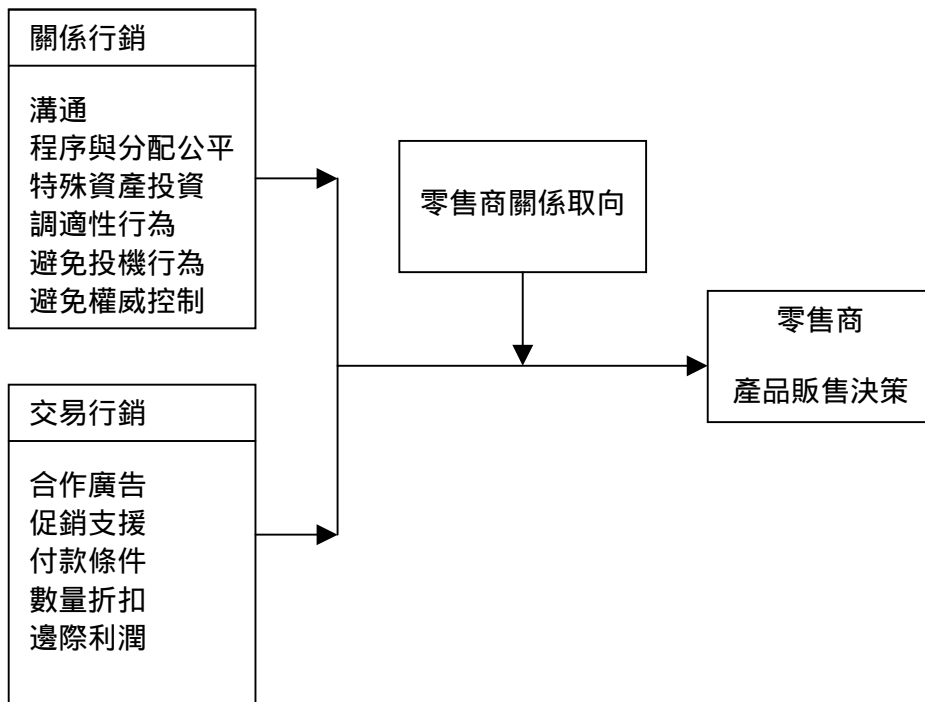 關係行銷
溝通
程序與分配公平
特殊資產投資
調適性行為
避免投機行為
避免權威控制
零售商關係取向
零售商
產品販售決策
交易行銷
合作廣告
促銷支援
付款條件
數量折扣
邊際利潤